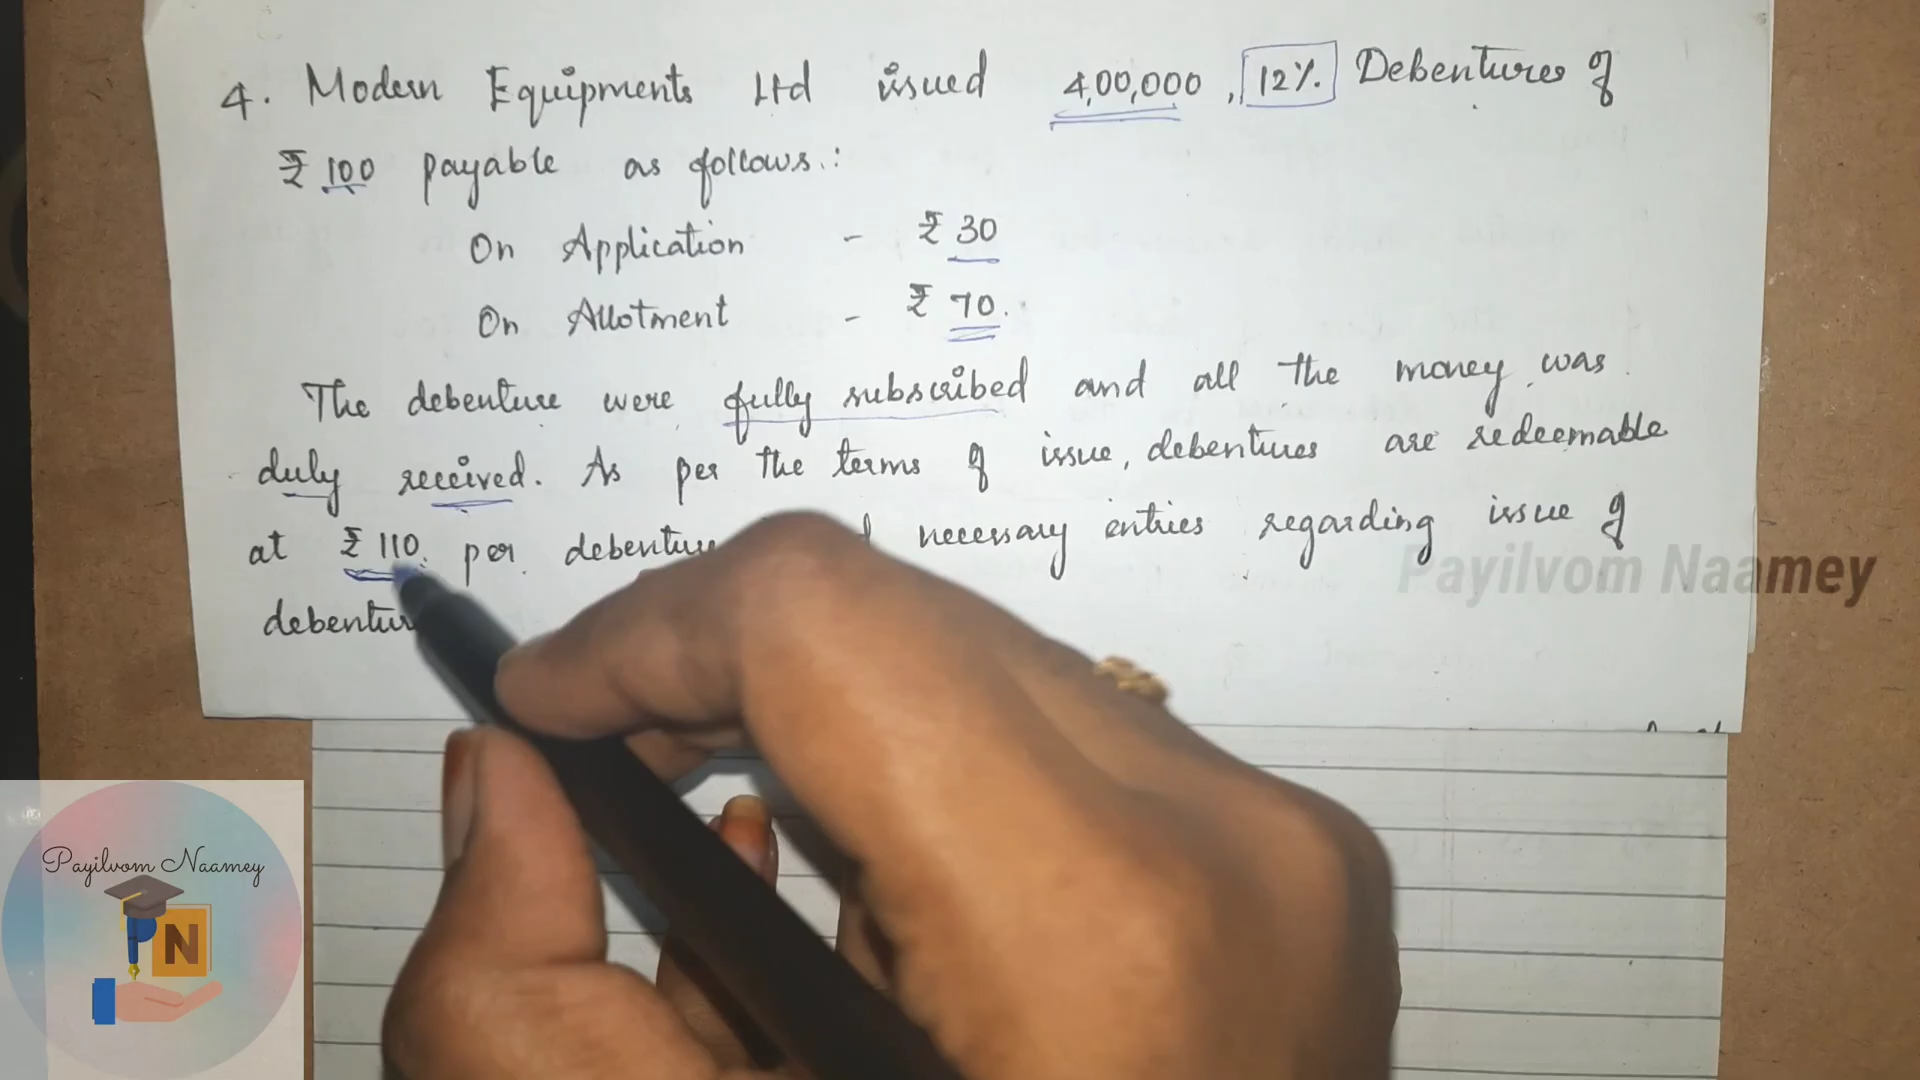 4. Modern Equipments Ltd issued 4,00,000, 12% Debentures of
₹ 100 payable as follows.:
On Application - ₹ 30
On Allotment - ₹ 70.
The debenture were fully subscribed and all the money was
duly received. As per the terms of issue, debentures are redeemable
at ₹ 110. per debenture necessary entries regarding issue of
Payilvom Naamey
Payilvom Naamey
PN